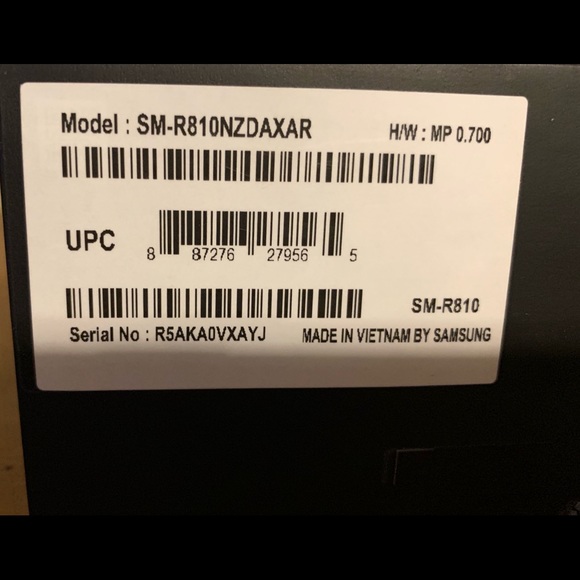 Model : SM-R810NZDAXAR H/W : MP 0.700
UPC 8 87276 27956 5
SM-R810
Serial No : R5AKA0VXAYJ MADE IN VIETNAM BY SAMSUNG